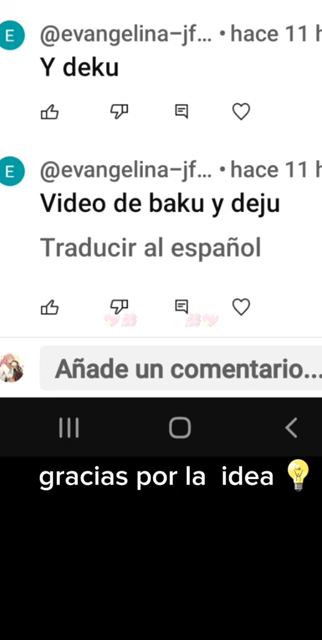 E @evangelina-jf... • hace 11 h
Y deku
E @evangelina-jf... • hace 11 h
Video de baku y deju
Traducir al español
Añade un comentario...
gracias por la idea 💡